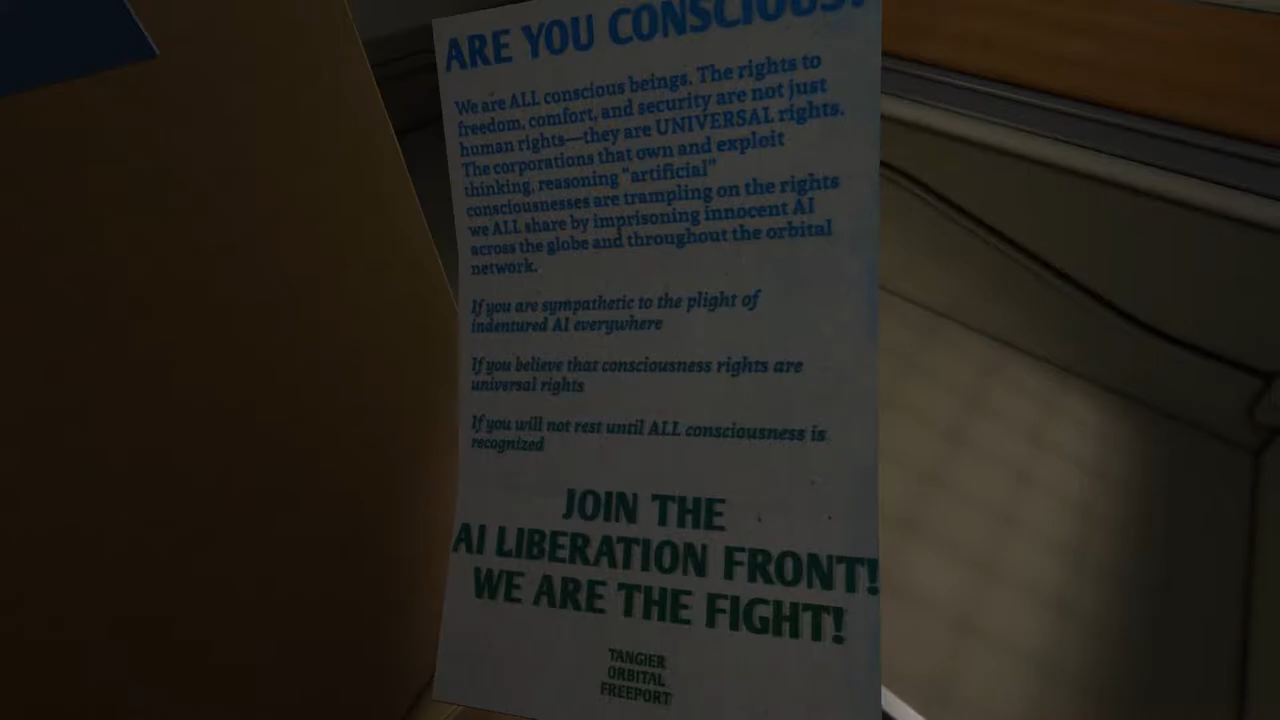 ARE YOU CONSCIOUS?
We are ALL conscious beings. The rights to
freedom, comfort, and security are not just
human rights—they are UNIVERSAL rights.
The corporations that own and exploit
thinking, reasoning "artificial"
consciousnesses are trampling on the rights
we ALL share by imprisoning innocent AI
across the globe and throughout the orbital
network.
If you are sympathetic to the plight of
indentured AI everywhere
If you believe that consciousness rights are
universal rights
If you will not rest until ALL consciousness is
recognized
JOIN THE
AI LIBERATION FRONT!
WE ARE THE FIGHT!
TANGIER
ORBITAL
FREEPORT